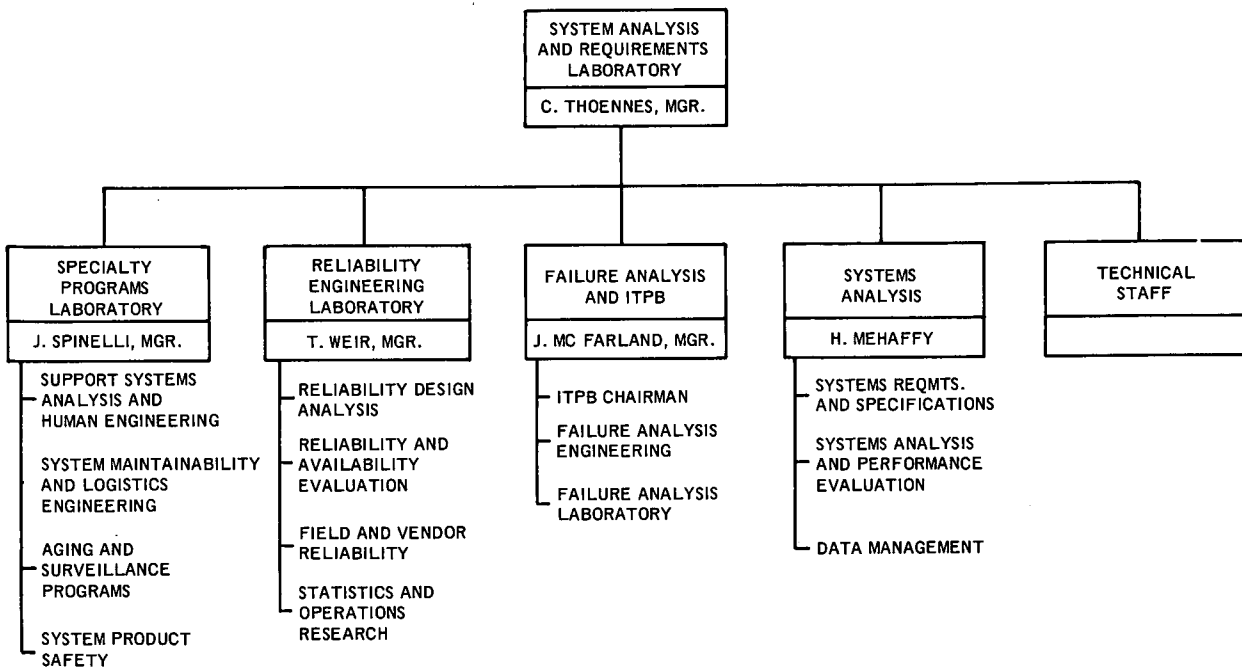 SYSTEM ANALYSIS
AND REQUIREMENTS
LABORATORY
C. THOENNES, MGR.
SPECIALTY
PROGRAMS
LABORATORY
J. SPINELLI, MGR.
SUPPORT SYSTEMS
ANALYSIS AND
HUMAN ENGINEERING
SYSTEM MAINTAINABILITY
AND LOGISTICS
ENGINEERING
AGING AND
SURVEILLANCE
PROGRAMS
SYSTEM PRODUCT
SAFETY
RELIABILITY
ENGINEERING
LABORATORY
T. WEIR, MGR.
RELIABILITY DESIGN
ANALYSIS
RELIABILITY AND
AVAILABILITY
EVALUATION
FIELD AND VENDOR
RELIABILITY
STATISTICS AND
OPERATIONS
RESEARCH
FAILURE ANALYSIS
AND ITPB
J. MC FARLAND, MGR.
ITPB CHAIRMAN
FAILURE ANALYSIS
ENGINEERING
FAILURE ANALYSIS
LABORATORY
SYSTEMS
ANALYSIS
H. MEHAFFY
SYSTEMS REQMTS.
AND SPECIFICATIONS
SYSTEMS ANALYSIS
AND PERFORMANCE
EVALUATION
DATA MANAGEMENT
TECHNICAL
STAFF